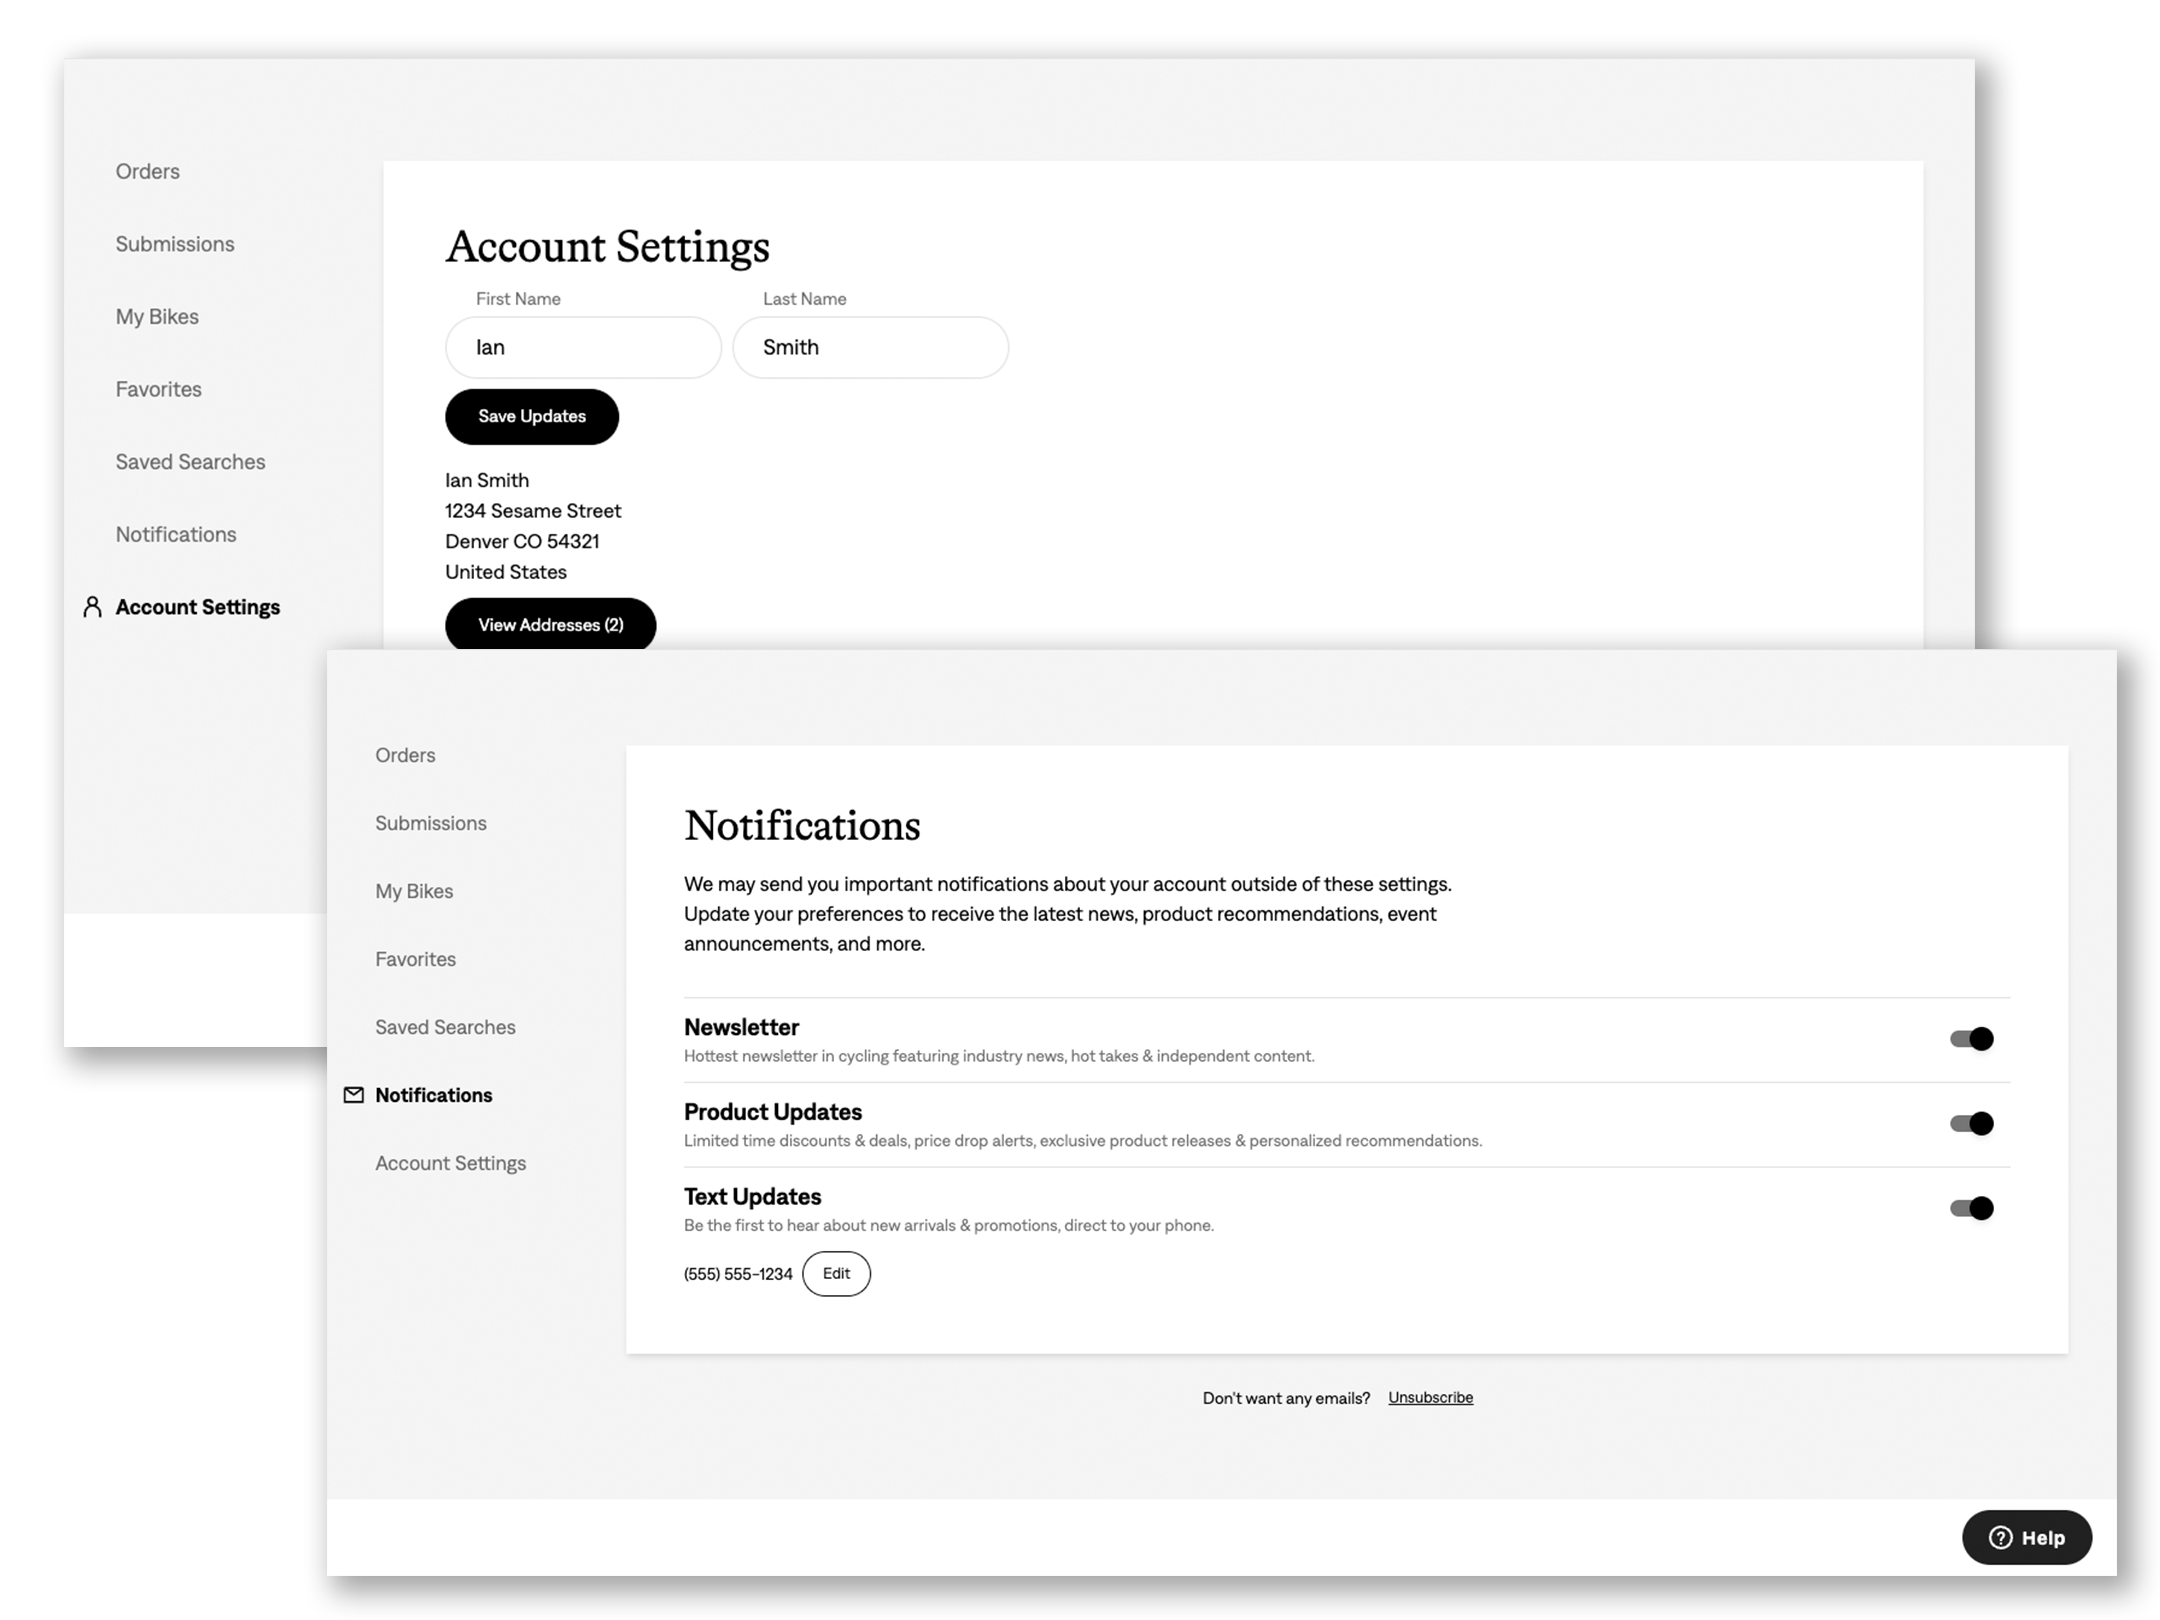 Orders
Submissions
My Bikes
Favorites
Saved Searches
Notifications
Account Settings
Account Settings
First Name
Last Name
Ian
Smith
Save Updates
Ian Smith
1234 Sesame Street
Denver CO 54321
United States
View Addresses (2)
Orders
Submissions
My Bikes
Favorites
Saved Searches
Notifications
Account Settings
Notifications
We may send you important notifications about your account outside of these settings.
Update your preferences to receive the latest news, product recommendations, event
announcements, and more.
Newsletter
Hottest newsletter in cycling featuring industry news, hot takes & independent content.
Product Updates
Limited time discounts & deals, price drop alerts, exclusive product releases & personalized recommendations.
Text Updates
Be the first to hear about new arrivals & promotions, direct to your phone.
(555) 555-1234 Edit
Don't want any emails? Unsubscribe
Help